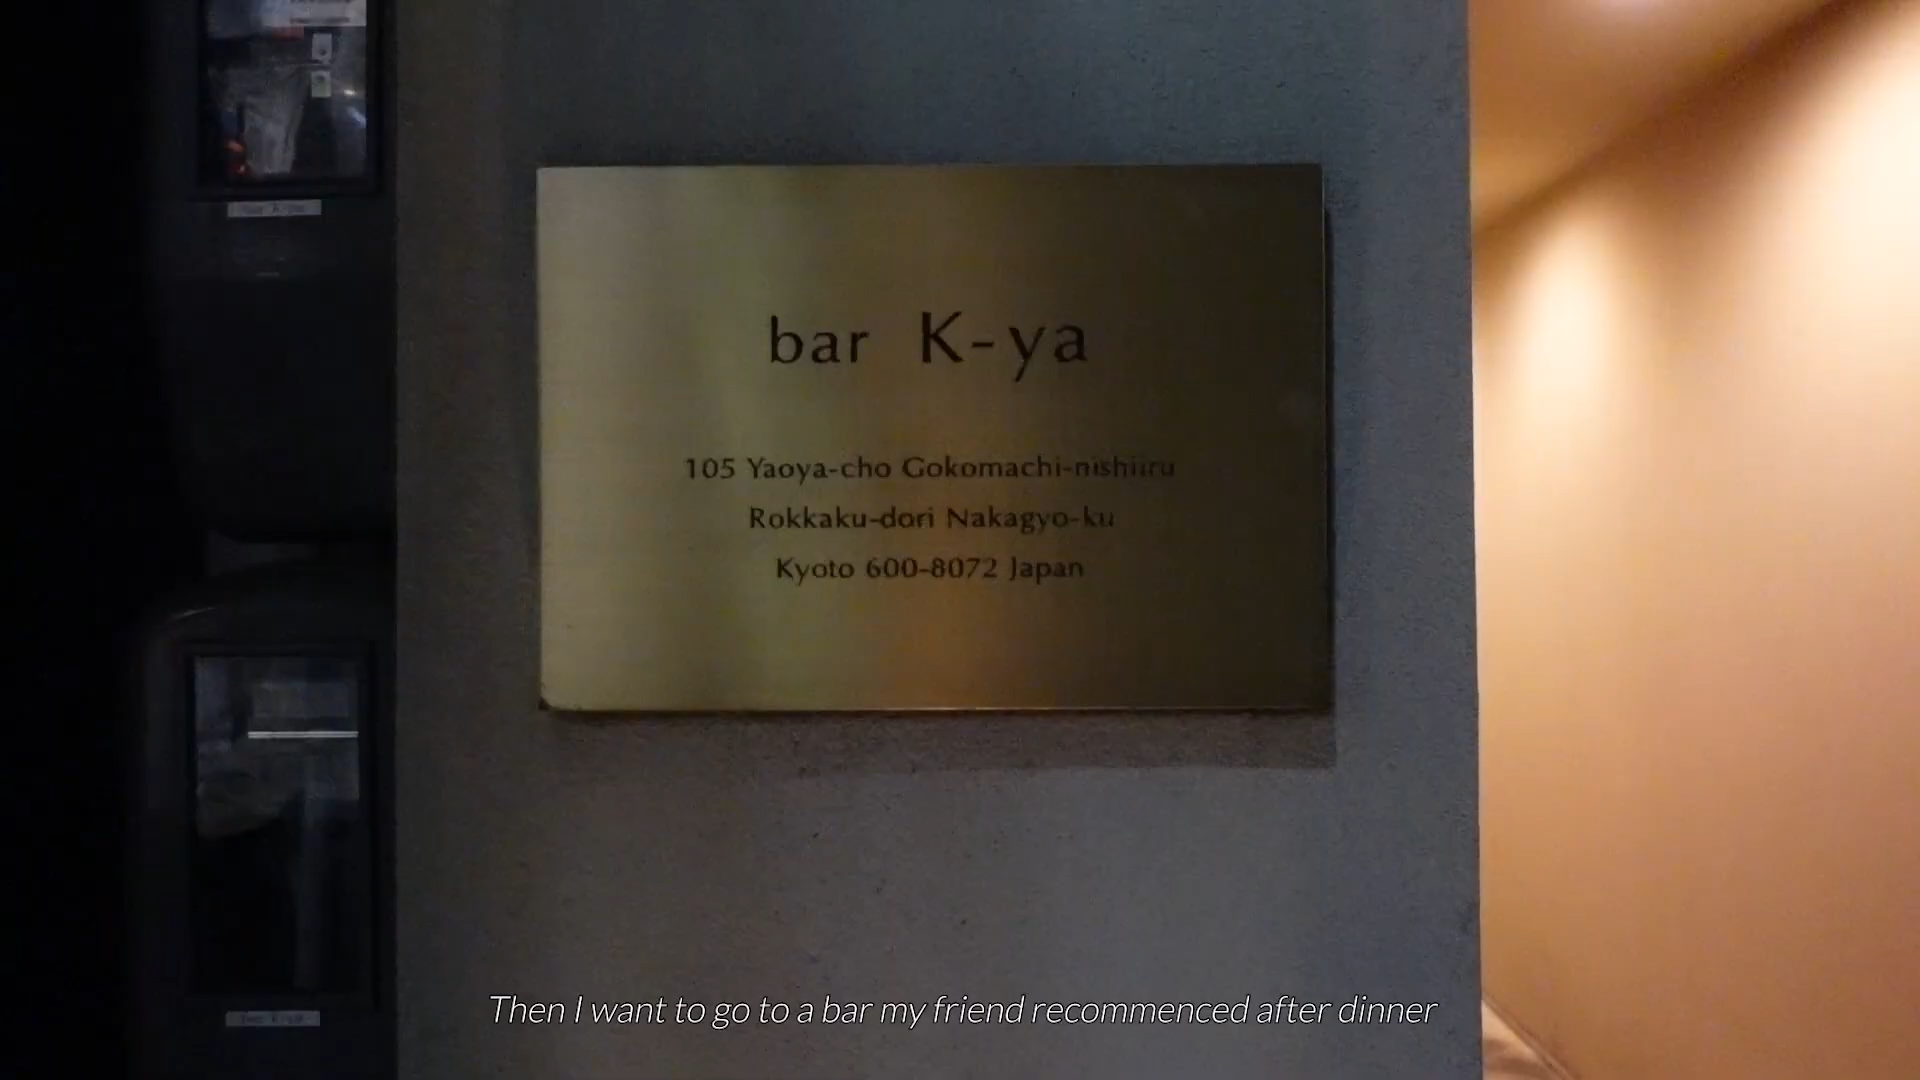 bar K-ya
105 Yaoya-cho Gokomachi-nishiiru
Rokkaku-dori Nakagyo-ku
Kyoto 600-8072 Japan
Then I want to go to a bar my friend recommenced after dinner